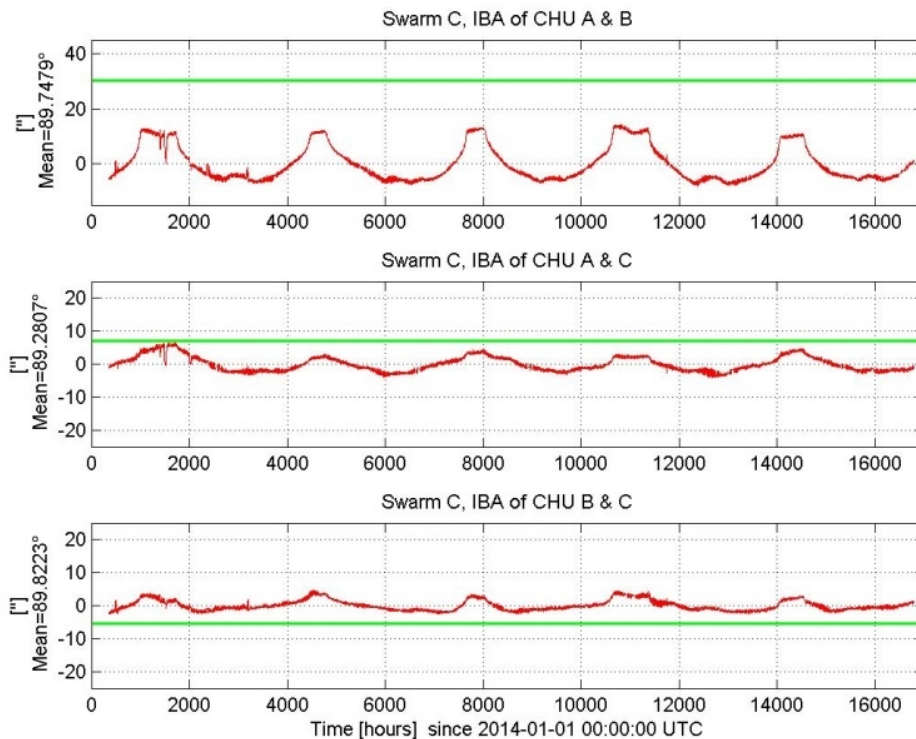 Swarm C, IBA of CHU A & B
["]
Mean=89.7479°
40
20
0
0 2000 4000 6000 8000 10000 12000 14000 16000
Swarm C, IBA of CHU A & C
["]
Mean=89.2807°
20
10
0
-10
-20
0 2000 4000 6000 8000 10000 12000 14000 16000
Swarm C, IBA of CHU B & C
["]
Mean=89.8223°
20
10
0
-10
-20
0 2000 4000 6000 8000 10000 12000 14000 16000
Time [hours] since 2014-01-01 00:00:00 UTC